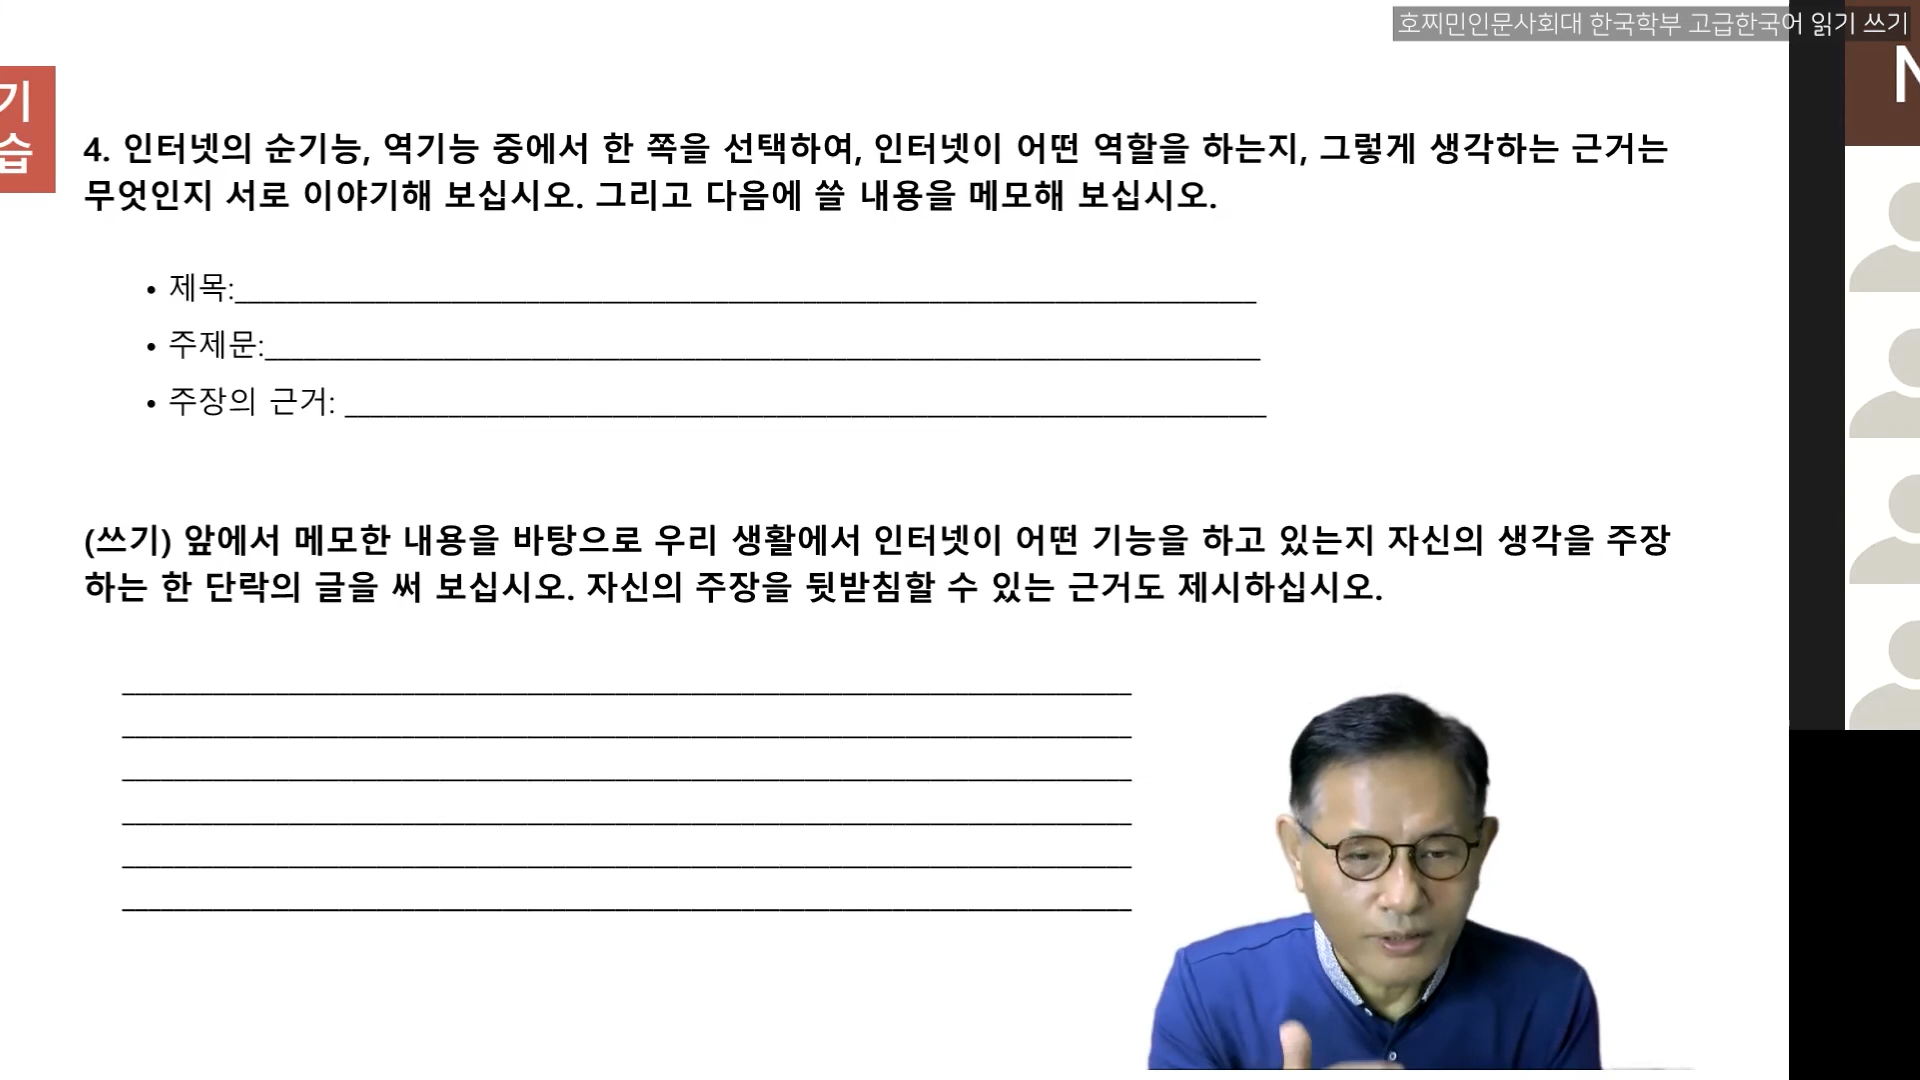 호찌민인문사회대 한국학부 고급한국어 읽기 쓰기
기
습
N
4. 인터넷의 순기능, 역기능 중에서 한 쪽을 선택하여, 인터넷이 어떤 역할을 하는지, 그렇게 생각하는 근거는
무엇인지 서로 이야기해 보십시오. 그리고 다음에 쓸 내용을 메모해 보십시오.
• 제목:
• 주제문:
• 주장의 근거:
(쓰기) 앞에서 메모한 내용을 바탕으로 우리 생활에서 인터넷이 어떤 기능을 하고 있는지 자신의 생각을 주장
하는 한 단락의 글을 써 보십시오. 자신의 주장을 뒷받침할 수 있는 근거도 제시하십시오.